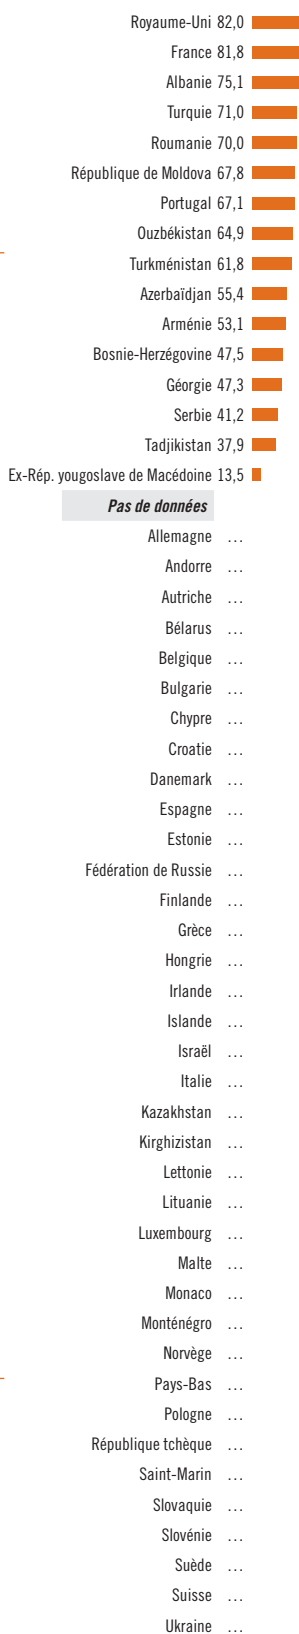 Royaume-Uni 82,0
France 81,8
Albanie 75,1
Turquie 71,0
Roumanie 70,0
République de Moldova 67,8
Portugal 67,1
Ouzbékistan 64,9
Turkménistan 61,8
Azerbaïdjan 55,4
Arménie 53,1
Bosnie-Herzégovine 47,5
Géorgie 47,3
Serbie 41,2
Tadjikistan 37,9
Ex-Rép. yougoslave de Macédoine 13,5
Pas de données
Allemagne ...
Andorre ...
Autriche ...
Bélarus ...
Belgique ...
Bulgarie ...
Chypre ...
Croatie ...
Danemark ...
Espagne ...
Estonie ...
Fédération de Russie ...
Finlande ...
Grèce ...
Hongrie ...
Irlande ...
Islande ...
Israël ...
Italie ...
Kazakhstan ...
Kirghizistan ...
Lettonie ...
Lituanie ...
Luxembourg ...
Malte ...
Monaco ...
Monténégro ...
Norvège ...
Pays-Bas ...
Pologne ...
République tchèque ...
Saint-Marin ...
Slovaquie ...
Slovénie ...
Suède ...
Suisse ...
Ukraine ...